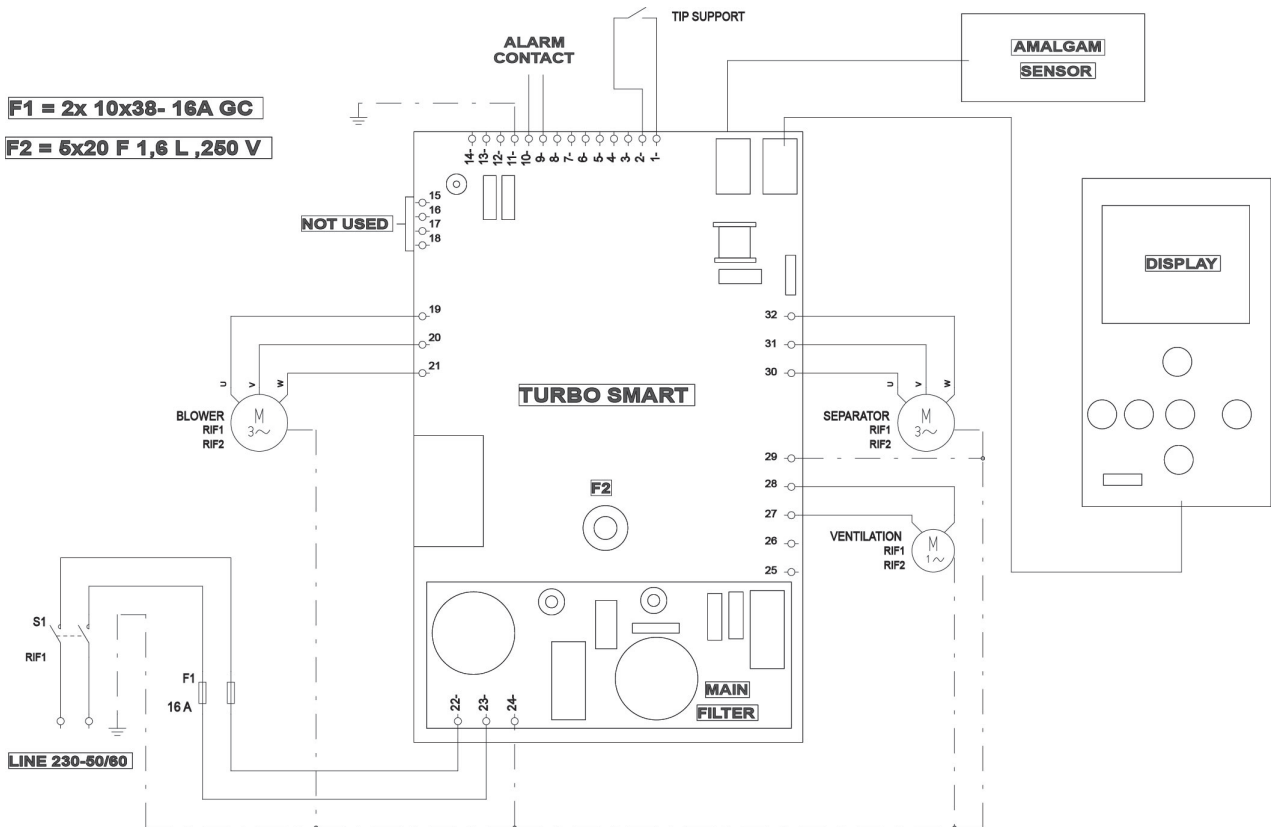 TIP SUPPORT
ALARM
CONTACT
AMALGAM
SENSOR
F1 = 2x 10x38- 16A GC
F2 = 5x20 F 1,6 L ,250 V
14- 13- 12- 11- 10- 9- 8- 7- 6- 5- 4- 3- 2- 1-
15
16
17
18
NOT USED
DISPLAY
19
20
21
32
31
30
TURBO SMART
U V W
BLOWER
RIF1
RIF2
M
3~
U V W
SEPARATOR
RIF1
RIF2
M
3~
29
28
27
26
25
F2
VENTILATION
RIF1
RIF2
M
1~
S1
RIF1
F1
16 A
22- 23- 24-
MAIN
FILTER
LINE 230-50/60